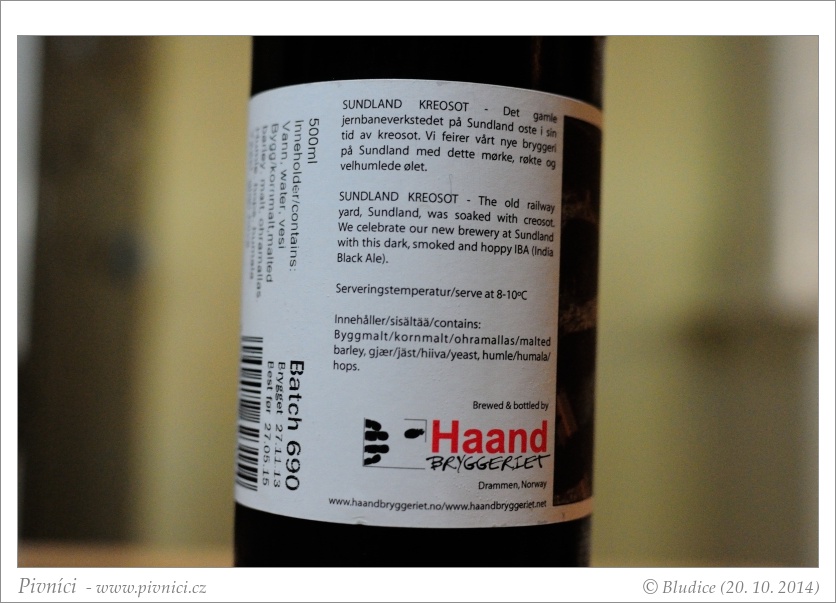 SUNDLAND KREOSOT - Det gamle
jernbaneverkstedet på Sundland oste i sin
tid av kreosot. Vi feirer vårt nye bryggeri
på Sundland med dette mørke, røkte og
velhumlede ølet.
SUNDLAND KREOSOT - The old railway
yard, Sundland, was soaked with creosot.
We celebrate our new brewery at Sundland
with this dark, smoked and hoppy IBA (India
Black Ale).
Serveringstemperatur/serve at 8-10ºC
Innehåller/sisältää/contains:
Byggmalt/kornmalt/ohramallas/malted
barley, gjær/jäst/hiiva/yeast, humle/humala/
hops.
Brewed & bottled by
Haand
BRYGGERIET
Drammen, Norway
www.haandbryggeriet.no/www.haandbryggeriet.net
500ml
Inneholder/contains:
Vann, water, vesi
Bygg/kornmalt,malted
barley, malt, ohramallas,
Batch 690
Brygget 27.11.13
Best før 27.05.15
Pivníci - www.pivnici.cz
© Bludice (20. 10. 2014)